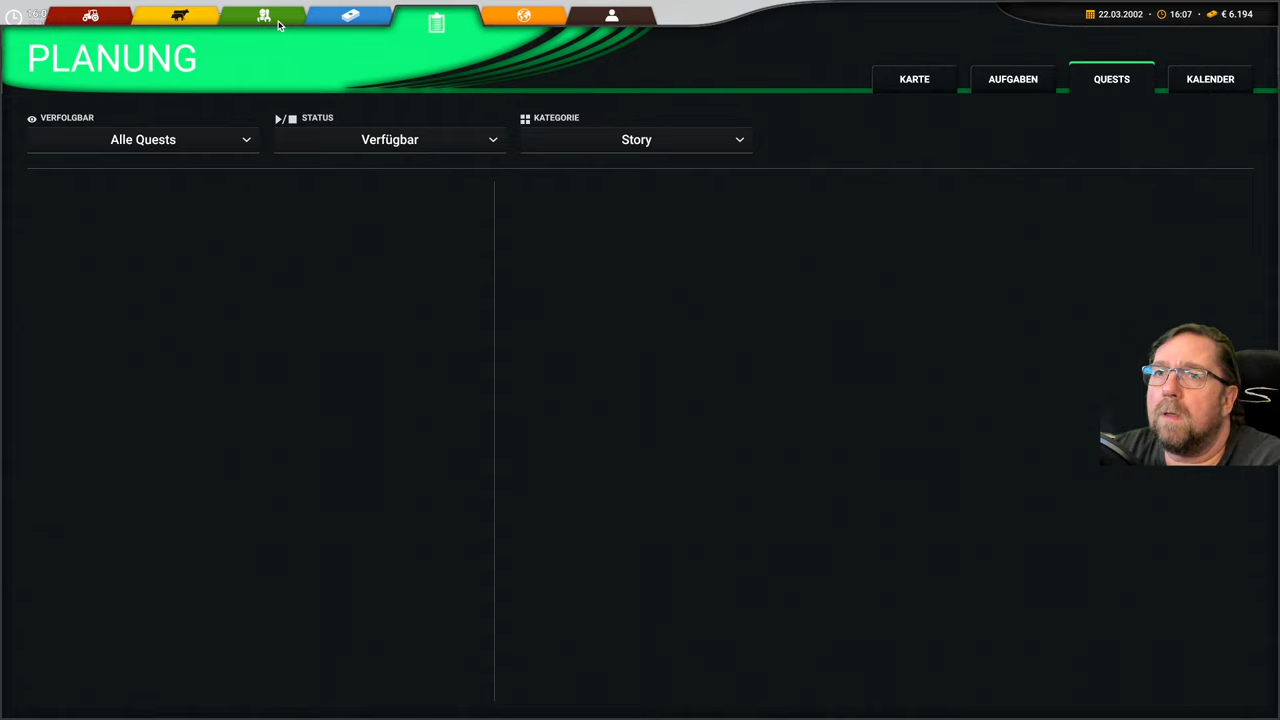 22.03.2002 • 16:07 • € 6.194
PLANUNG
KARTE
AUFGABEN
QUESTS
KALENDER
VERFOLGBAR
STATUS
KATEGORIE
Alle Quests
Verfügbar
Story